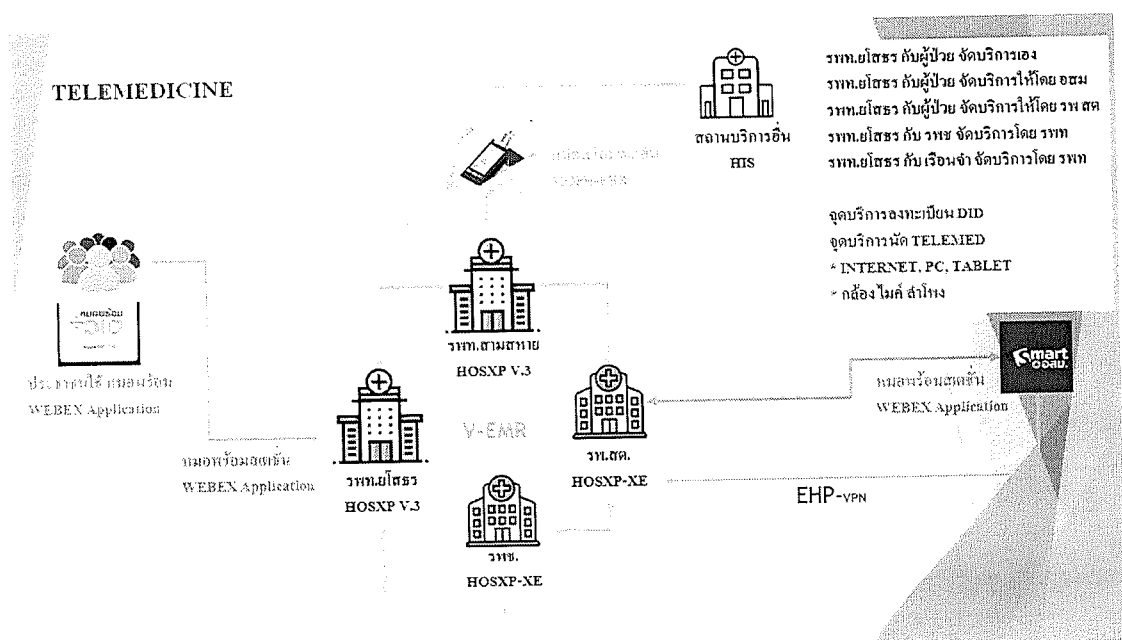 TELEMEDICINE
สถานบริการอื่น
HIS
รพท.ยโสธร กับผู้ป่วย จัดบริการเอง
รพท.ยโสธร กับผู้ป่วย จัดบริการให้โดย อสม
รพท.ยโสธร กับผู้ป่วย จัดบริการให้โดย รพ สต
รพท.ยโสธร กับ รพช จัดบริการโดย รพท
รพท.ยโสธร กับ เรือนจำ จัดบริการโดย รพท
จุดบริการลงทะเบียน DID
จุดบริการนัด TELEMED
* INTERNET, PC, TABLET
* กล้อง ไมค์ ลำโพง
หมอพร้อม
ประชาชนใช้ หมอพร้อม
WEBEX Application
หมอพร้อมสเตชั่น
WEBEX Application
รพท.สามสหาย
HOSXP V.3
รพท.ยโสธร
HOSXP V.3
V-EMR
รพ.สต.
HOSXP-XE
รพช.
HOSXP-XE
หมอพร้อมสเตชั่น
WEBEX Application
Smart
อสม.
EHP-VPN